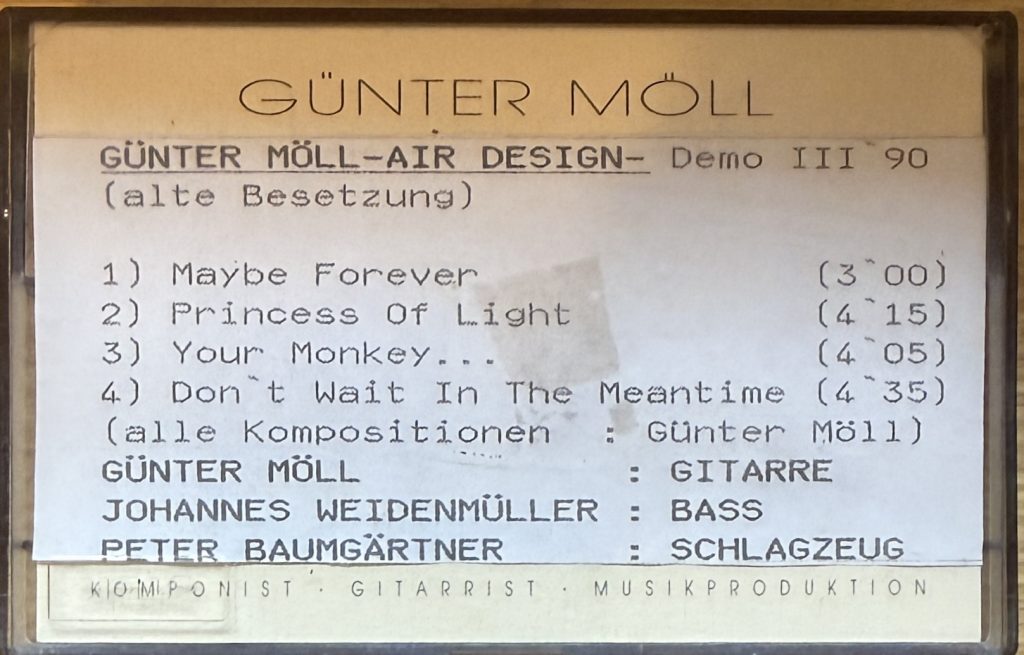 GÜNTER MÖLL
GÜNTER MÖLL-AIR DESIGN- Demo III 90
(alte Besetzung)
1) Maybe Forever (3`00)
2) Princess Of Light (4`15)
3) Your Monkey... (4`05)
4) Don`t Wait In The Meantime (4`35)
(alle Kompositionen : Günter Möll)
GÜNTER MÖLL : GITARRE
JOHANNES WEIDENMÜLLER : BASS
PETER BAUMGÄRTNER : SCHLAGZEUG
KOMPONIST · GITARRIST · MUSIKPRODUKTION